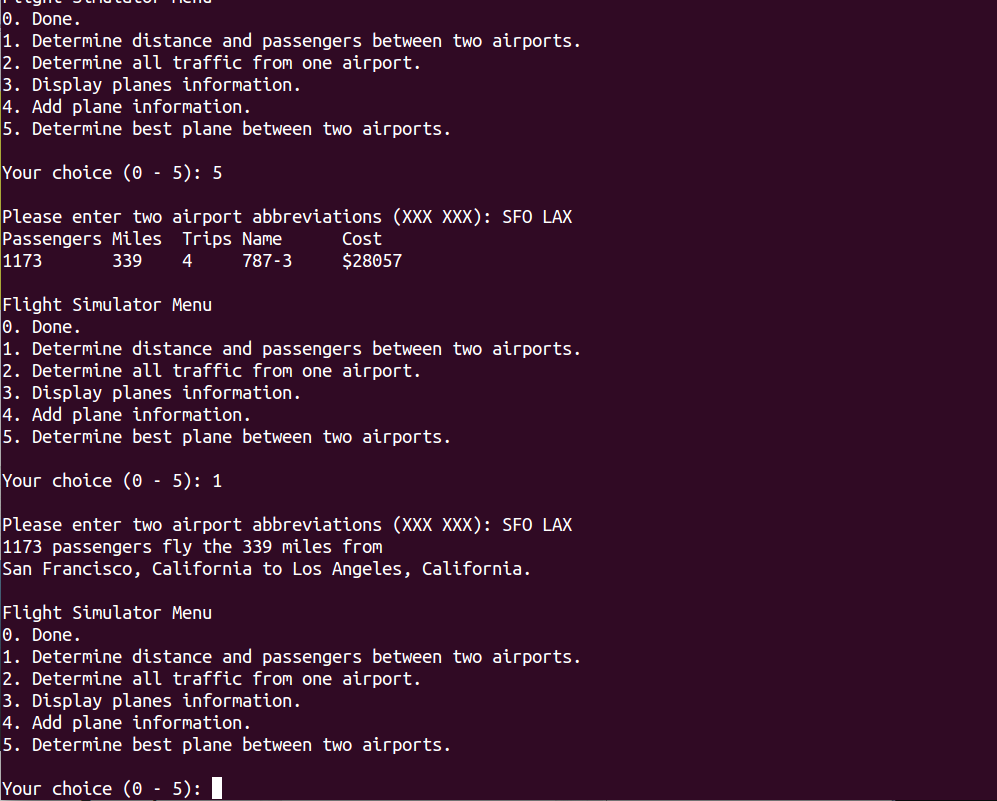 Flight Simulator Menu
0. Done.
1. Determine distance and passengers between two airports.
2. Determine all traffic from one airport.
3. Display planes information.
4. Add plane information.
5. Determine best plane between two airports.
Your choice (0 - 5): 5
Please enter two airport abbreviations (XXX XXX): SFO LAX
Passengers Miles  Trips Name      Cost
1173       339    4     787-3     $28057
Flight Simulator Menu
0. Done.
1. Determine distance and passengers between two airports.
2. Determine all traffic from one airport.
3. Display planes information.
4. Add plane information.
5. Determine best plane between two airports.
Your choice (0 - 5): 1
Please enter two airport abbreviations (XXX XXX): SFO LAX
1173 passengers fly the 339 miles from
San Francisco, California to Los Angeles, California.
Flight Simulator Menu
0. Done.
1. Determine distance and passengers between two airports.
2. Determine all traffic from one airport.
3. Display planes information.
4. Add plane information.
5. Determine best plane between two airports.
Your choice (0 - 5):